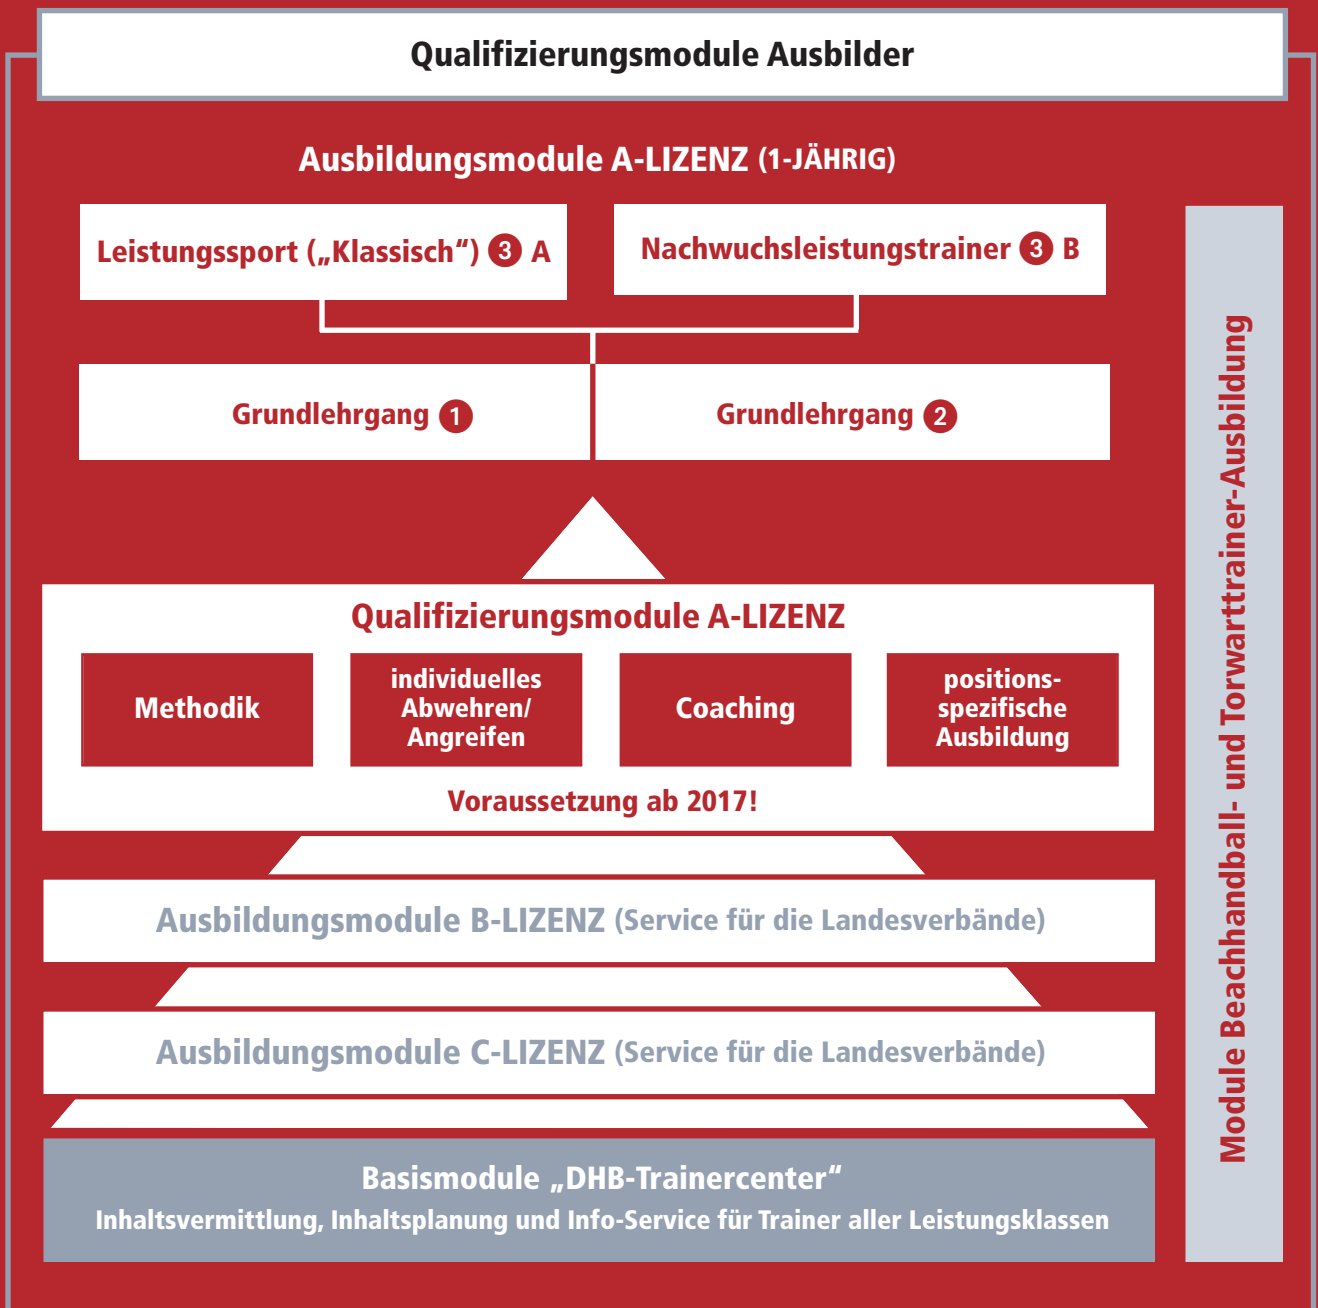 Qualifizierungsmodule Ausbilder
Ausbildungsmodule A-LIZENZ (1-JÄHRIG)
Leistungssport („Klassisch“) 3 A
Nachwuchsleistungstrainer 3 B
Grundlehrgang 1
Grundlehrgang 2
Qualifizierungsmodule A-LIZENZ
Methodik
individuelles
Abwehren/
Angreifen
Coaching
positions-
spezifische
Ausbildung
Voraussetzung ab 2017!
Ausbildungsmodule B-LIZENZ (Service für die Landesverbände)
Ausbildungsmodule C-LIZENZ (Service für die Landesverbände)
Basismodule „DHB-Trainercenter“
Inhaltsvermittlung, Inhaltsplanung und Info-Service für Trainer aller Leistungsklassen
Module Beachhandball- und Torwarttrainer-Ausbildung